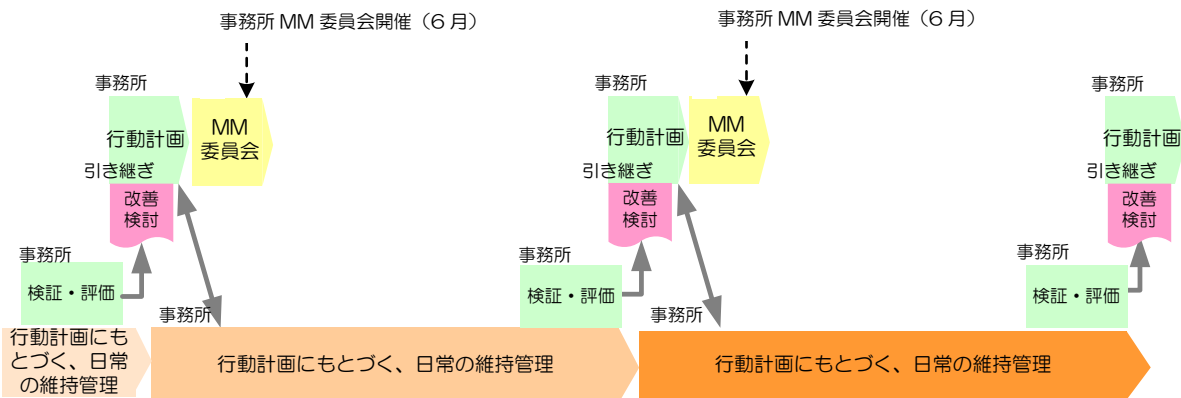 事務所 MM 委員会開催（6 月）
事務所 MM 委員会開催（6 月）
事務所
行動計画
引き継ぎ
MM
委員会
改善
検討
事務所
検証・評価
事務所
行動計画
引き継ぎ
MM
委員会
改善
検討
事務所
検証・評価
事務所
行動計画
引き継ぎ
改善
検討
事務所
検証・評価
行動計画にも
とづく、日常
の維持管理
事務所
行動計画にもとづく、日常の維持管理
事務所
行動計画にもとづく、日常の維持管理